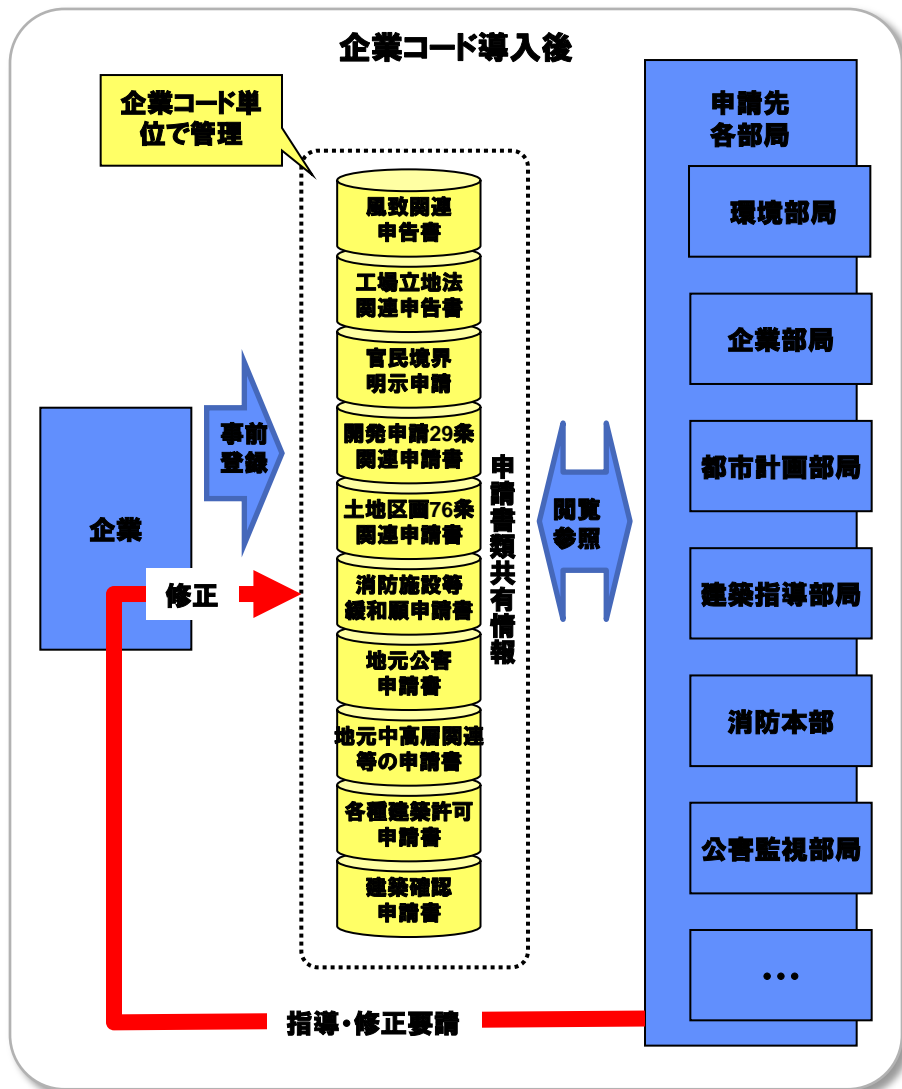 企業コード導入後
企業コード単
位で管理
風致関連
申告書
工場立地法
関連申告書
官民境界
明示申請
開発申請29条
関連申請書
土地区画76条
関連申請書
消防施設等
緩和願申請書
地元公害
申請書
地元中高層関連
等の申請書
各種建築許可
申請書
建築確認
申請書
申請書類共有情報
企業
事前
登録
修正
閲覧
参照
申請先
各部局
環境部局
企業部局
都市計画部局
建築指導部局
消防本部
公害監視部局
…
指導・修正要請